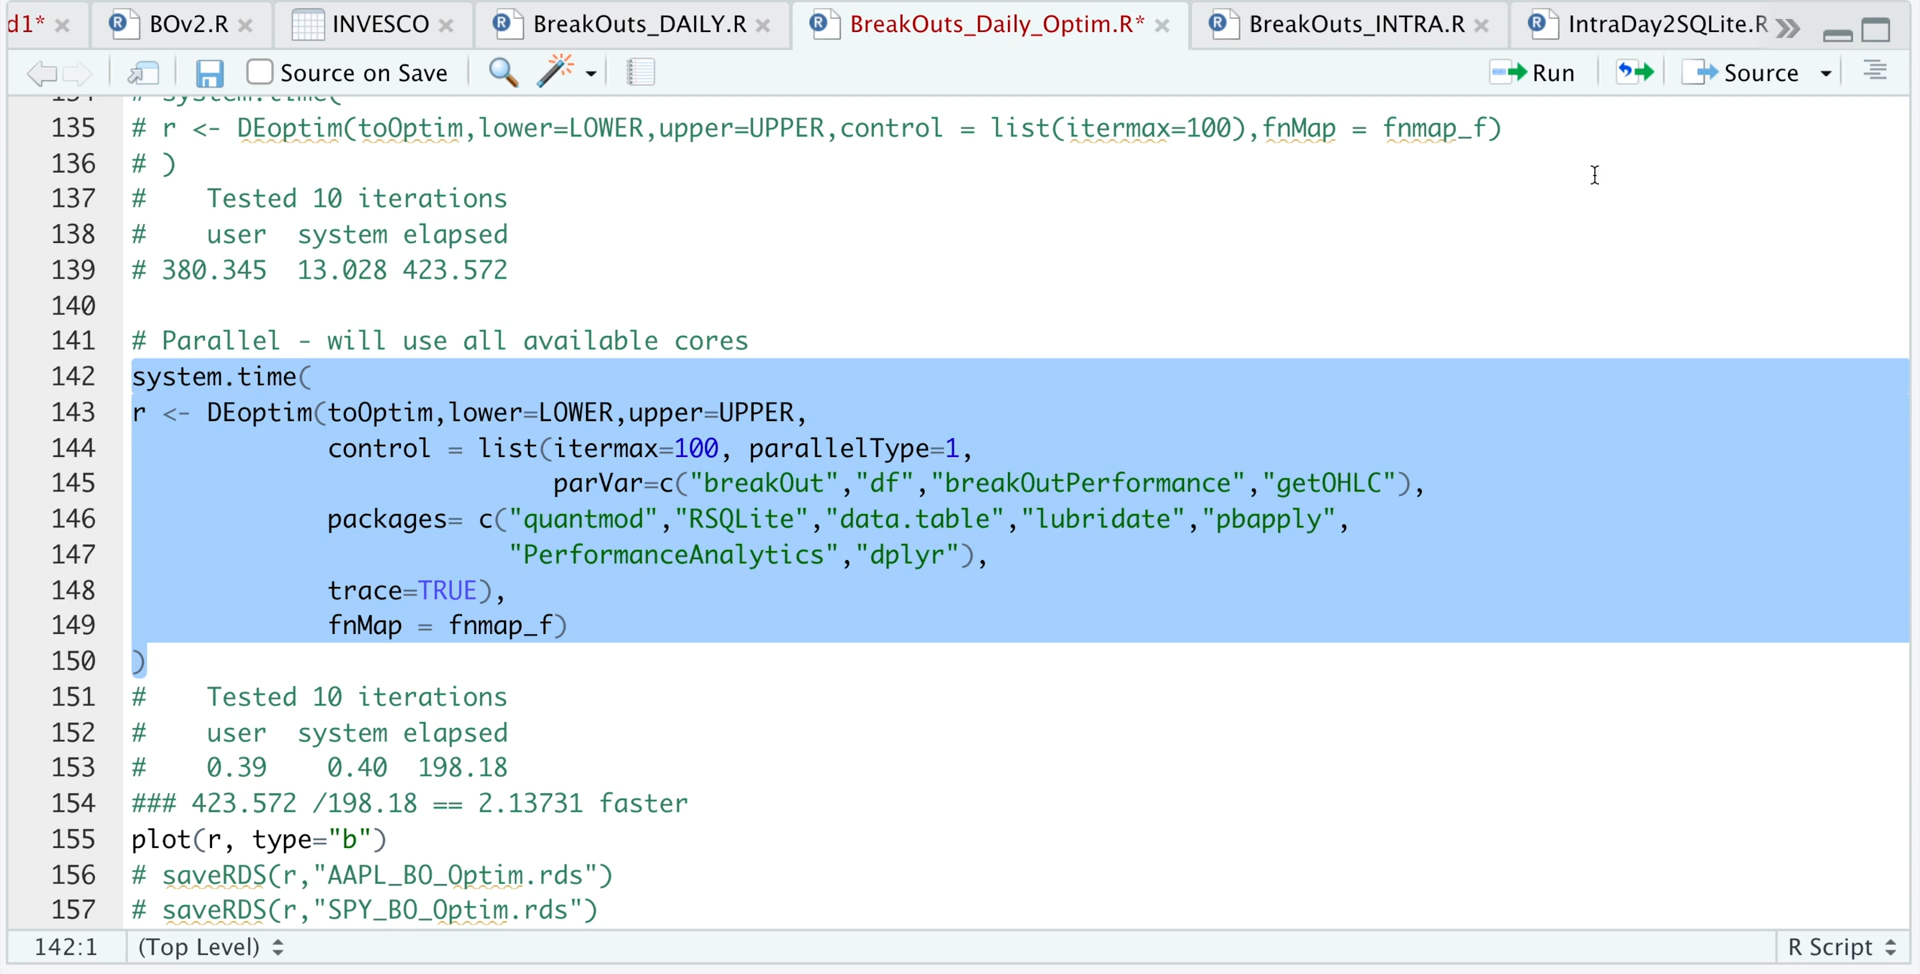 d1*
BOv2.R
INVESCO
BreakOuts_DAILY.R
BreakOuts_Daily_Optim.R*
BreakOuts_INTRA.R
IntraDay2SQLite.R
Source on Save
Run
Source
134 # system.time(
135 # r <- DEoptim(toOptim,lower=LOWER,upper=UPPER,control = list(itermax=100),fnMap = fnmap_f)
136 # )
137 #    Tested 10 iterations
138 #    user  system elapsed
139 # 380.345  13.028 423.572
140
141 # Parallel - will use all available cores
142 system.time(
143 r <- DEoptim(toOptim,lower=LOWER,upper=UPPER,
144              control = list(itermax=100, parallelType=1,
145                             parVar=c("breakOut","df","breakOutPerformance","getOHLC"),
146              packages= c("quantmod","RSQLite","data.table","lubridate","pbapply",
147                          "PerformanceAnalytics","dplyr"),
148              trace=TRUE),
149              fnMap = fnmap_f)
150 )
151 #    Tested 10 iterations
152 #    user  system elapsed
153 #    0.39    0.40  198.18
154 ### 423.572 /198.18 == 2.13731 faster
155 plot(r, type="b")
156 # saveRDS(r,"AAPL_BO_Optim.rds")
157 # saveRDS(r,"SPY_BO_Optim.rds")
142:1
(Top Level)
R Script